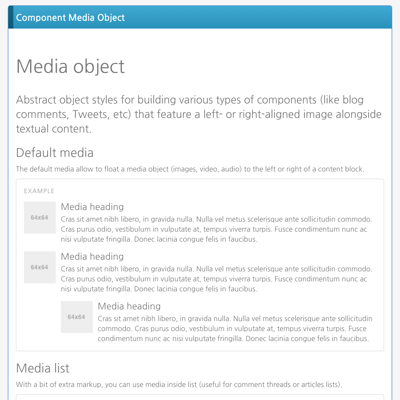 Component Media Object
Media object
Abstract object styles for building various types of components (like blog
comments, Tweets, etc) that feature a left- or right-aligned image alongside
textual content.
Default media
The default media allow to float a media object (images, video, audio) to the left or right of a content block.
EXAMPLE
64x64
Media heading
Cras sit amet nibh libero, in gravida nulla. Nulla vel metus scelerisque ante sollicitudin commodo.
Cras purus odio, vestibulum in vulputate at, tempus viverra turpis. Fusce condimentum nunc ac
nisi vulputate fringilla. Donec lacinia congue felis in faucibus.
64x64
Media heading
Cras sit amet nibh libero, in gravida nulla. Nulla vel metus scelerisque ante sollicitudin commodo.
Cras purus odio, vestibulum in vulputate at, tempus viverra turpis. Fusce condimentum nunc ac
nisi vulputate fringilla. Donec lacinia congue felis in faucibus.
64x64
Media heading
Cras sit amet nibh libero, in gravida nulla. Nulla vel metus scelerisque ante sollicitudin
commodo. Cras purus odio, vestibulum in vulputate at, tempus viverra turpis. Fusce
condimentum nunc ac nisi vulputate fringilla. Donec lacinia congue felis in faucibus.
Media list
With a bit of extra markup, you can use media inside list (useful for comment threads or articles lists).